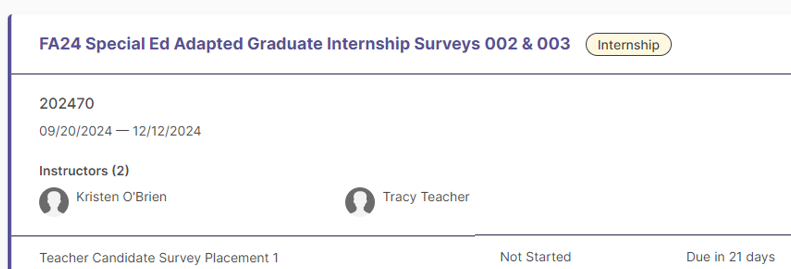 FA24 Special Ed Adapted Graduate Internship Surveys 002 & 003 Internship
202470
09/20/2024 — 12/12/2024
Instructors (2)
Kristen O'Brien Tracy Teacher
Teacher Candidate Survey Placement 1 Not Started Due in 21 days